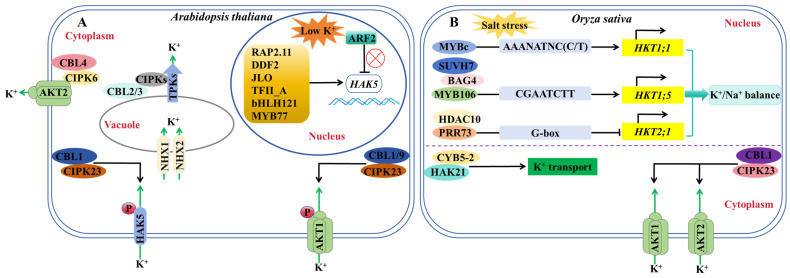 A
Arabidopsis thaliana
Cytoplasm
CBL4
CIPK6
AKT2
K+
K+
CIPKs
CBL2/3
TPKs
Vacuole
K+
NHX1
NHX2
CBL1
CIPK23
P
HAK5
K+
Low K+
ARF2
RAP2.11
DDF2
JLO
TFII_A
bHLH121
MYB77
HAK5
Nucleus
CBL1/9
CIPK23
P
AKT1
K+
B
Oryza sativa
Salt stress
Nucleus
MYBc
AAANATNC(C/T)
HKT1;1
SUVH7
BAG4
MYB106
CGAATCTT
HKT1;5
K+/Na+ balance
HDAC10
PRR73
G-box
HKT2;1
CYB5-2
HAK21
K+ transport
CBL1
CIPK23
Cytoplasm
AKT1
AKT2
K+
K+